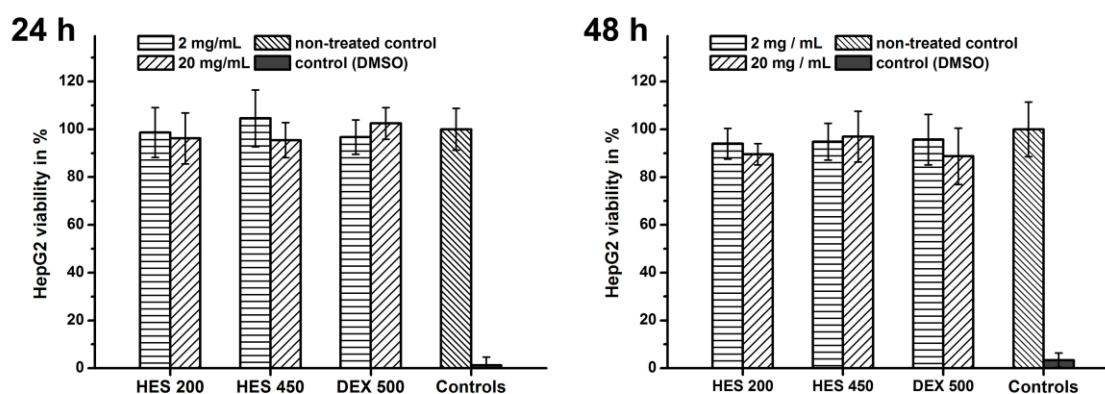 24 h
2 mg/mL non-treated control
20 mg/mL control (DMSO)
120
100
80
60
40
20
0
HepG2 viability in %
HES 200 HES 450 DEX 500 Controls
48 h
2 mg / mL non-treated control
20 mg / mL control (DMSO)
120
100
80
60
40
20
0
HepG2 viability in %
HES 200 HES 450 DEX 500 Controls